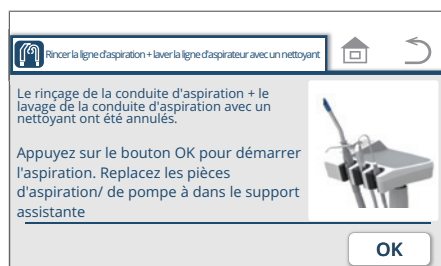 Rincer la ligne d'aspiration + laver la ligne d'aspirateur avec un nettoyant
Le rinçage de la conduite d'aspiration + le
lavage de la conduite d'aspiration avec un
nettoyant ont été annulés.
Appuyez sur le bouton OK pour démarrer
l'aspiration. Replacez les pièces
d'aspiration/ de pompe à dans le support
assistante
OK